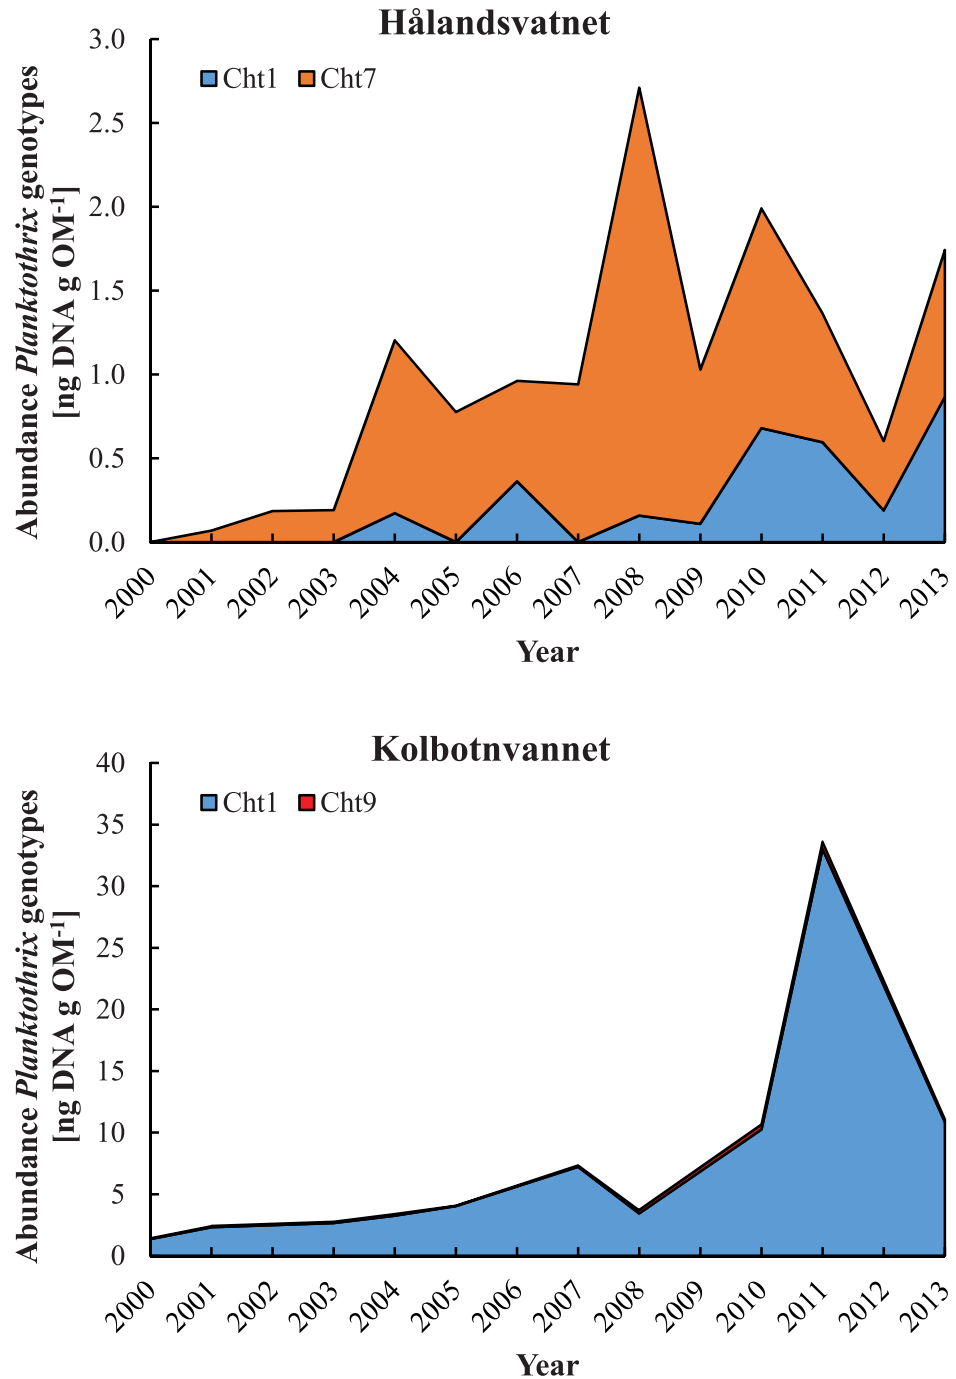 Hålandsvatnet
Abundance Planktothrix genotypes
[ng DNA g OM-1]
3.0
2.5
2.0
1.5
1.0
0.5
0.0
Cht1 Cht7
2000 2001 2002 2003 2004 2005 2006 2007 2008 2009 2010 2011 2012 2013
Year
Kolbotnvannet
Abundance Planktothrix genotypes
[ng DNA g OM-1]
40
35
30
25
20
15
10
5
0
Cht1 Cht9
2000 2001 2002 2003 2004 2005 2006 2007 2008 2009 2010 2011 2012 2013
Year